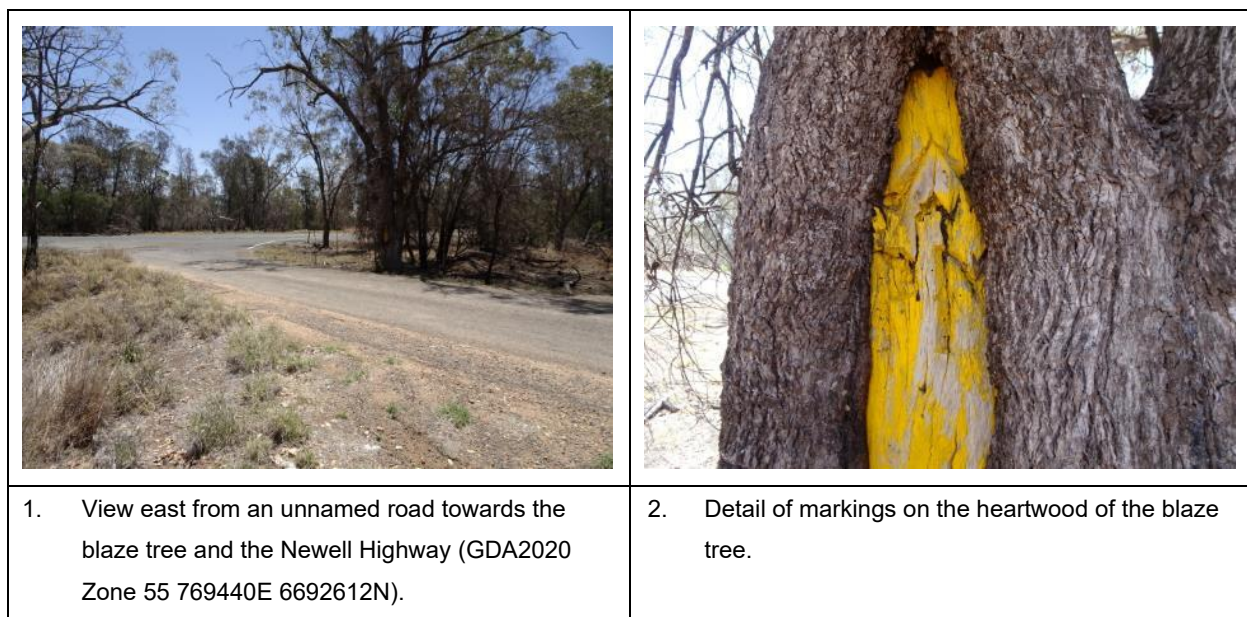 1. View east from an unnamed road towards the
blaze tree and the Newell Highway (GDA2020
Zone 55 769440E 6692612N).
2. Detail of markings on the heartwood of the blaze
tree.